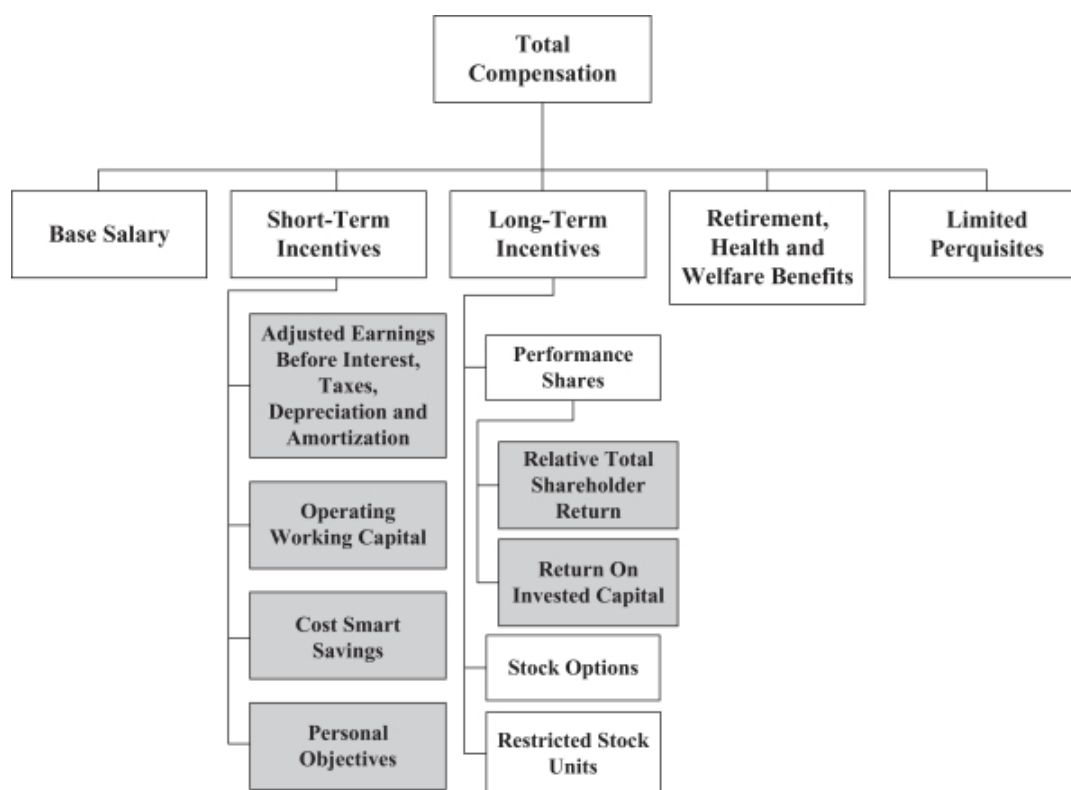 Total
Compensation
Base Salary
Short-Term
Incentives
Long-Term
Incentives
Retirement,
Health and
Welfare Benefits
Limited
Perquisites
Adjusted Earnings
Before Interest,
Taxes,
Depreciation and
Amortization
Operating
Working Capital
Cost Smart
Savings
Personal
Objectives
Performance
Shares
Relative Total
Shareholder
Return
Return On
Invested Capital
Stock Options
Restricted Stock
Units